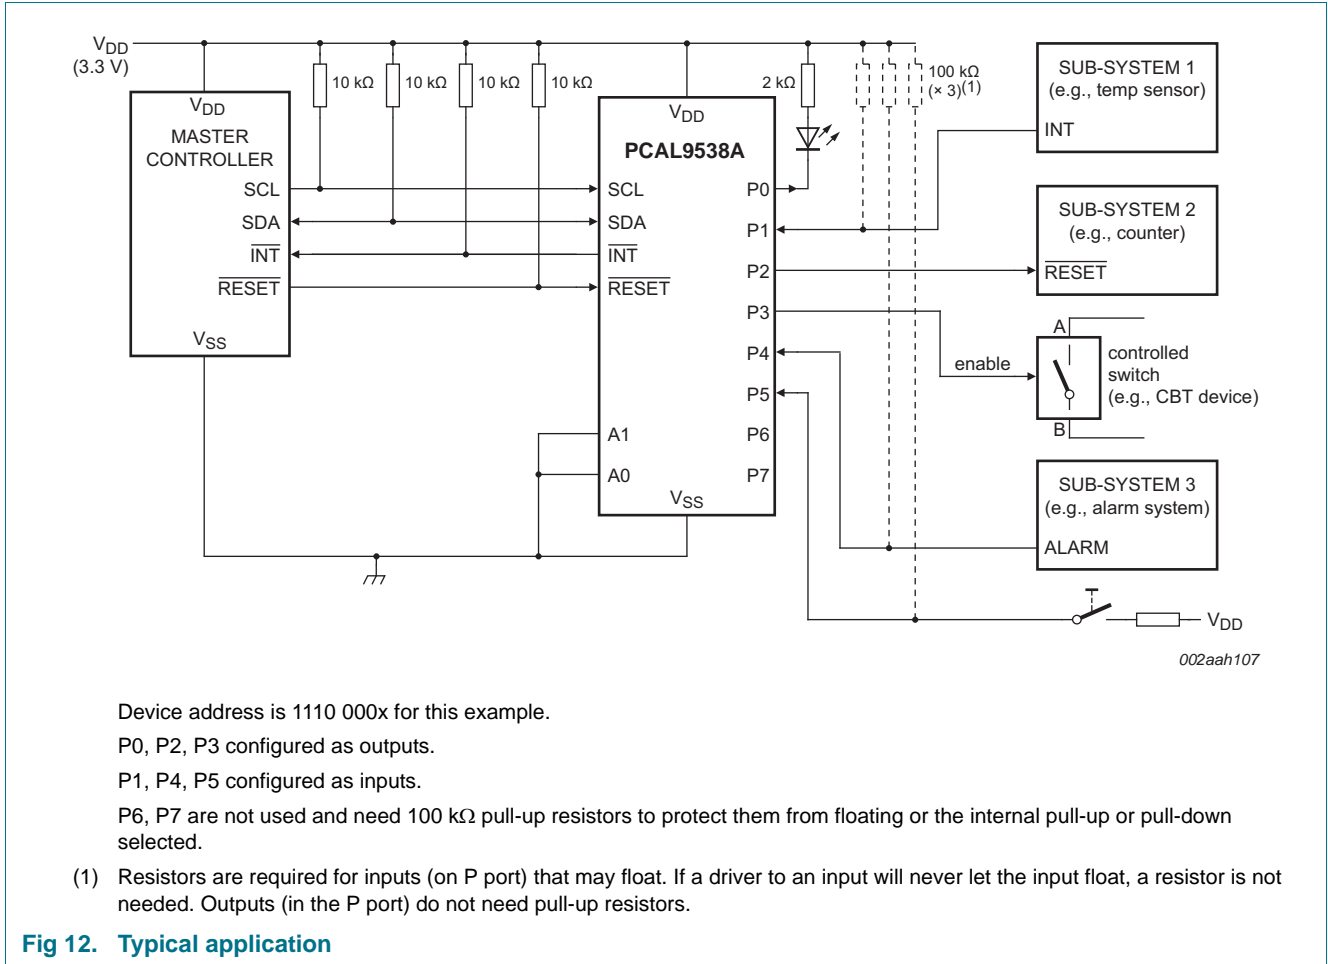 VDD
(3.3 V)
10 kΩ
10 kΩ
10 kΩ
10 kΩ
2 kΩ
100 kΩ
(× 3)(1)
VDD
MASTER
CONTROLLER
SCL
SDA
INT
RESET
VSS
VDD
PCAL9538A
SCL
SDA
INT
RESET
A1
A0
VSS
P0
P1
P2
P3
P4
P5
P6
P7
SUB-SYSTEM 1
(e.g., temp sensor)
INT
SUB-SYSTEM 2
(e.g., counter)
RESET
enable
A
B
controlled
switch
(e.g., CBT device)
SUB-SYSTEM 3
(e.g., alarm system)
ALARM
VDD
002aah107
Device address is 1110 000x for this example.
P0, P2, P3 configured as outputs.
P1, P4, P5 configured as inputs.
P6, P7 are not used and need 100 kΩ pull-up resistors to protect them from floating or the internal pull-up or pull-down
selected.
(1) Resistors are required for inputs (on P port) that may float. If a driver to an input will never let the input float, a resistor is not
needed. Outputs (in the P port) do not need pull-up resistors.
Fig 12. Typical application